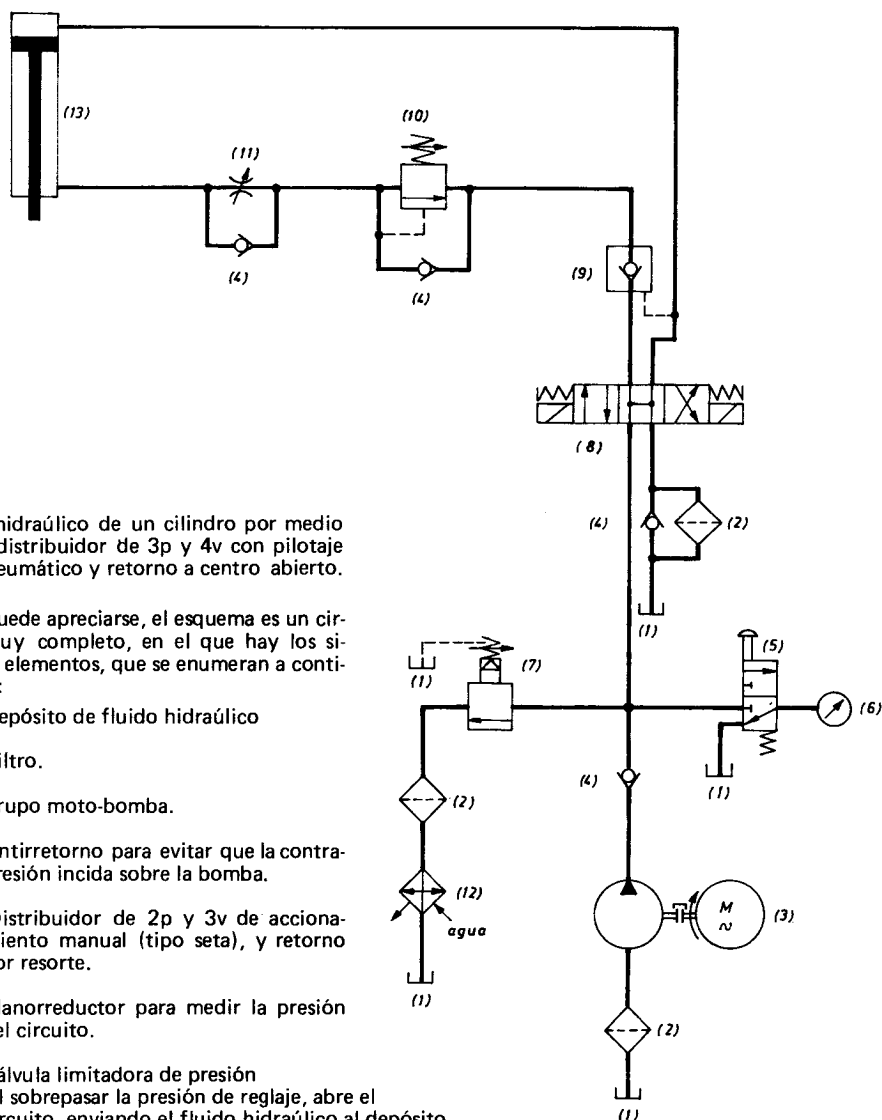 (13)
(10)
(11)
(4)
(4)
(9)
(8)
hidraúlico de un cilindro por medio
distribuidor de 3p y 4v con pilotaje
eumático y retorno a centro abierto.
(4)
(2)
(1)
uede apreciarse, el esquema es un cir-
uy completo, en el que hay los si-
elementos, que se enumeran a conti-
:
epósito de fluido hidraúlico
iltro.
rupo moto-bomba.
ntirretorno para evitar que la contra-
resión incida sobre la bomba.
istribuidor de 2p y 3v de acciona-
iento manual (tipo seta), y retorno
or resorte.
lanorreductor para medir la presión
el circuito.
álvula limitadora de presión
l sobrepasar la presión de reglaje, abre el
rcuito, enviando el fluido hidraúlico al depósito
(1)
(7)
(5)
(6)
(1)
(4)
(2)
(12)
agua
(1)
M
~
(3)
(2)
(1)